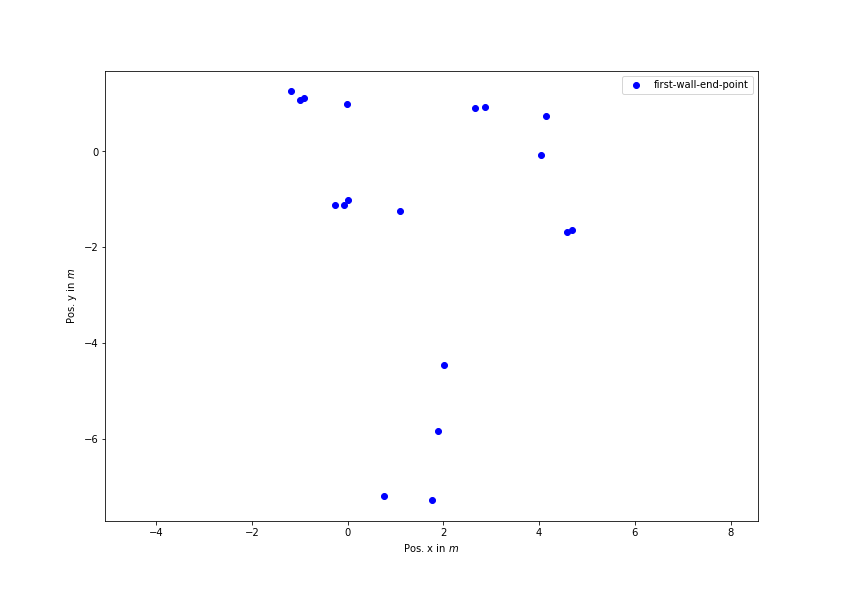 first-wall-end-point
0
−2
−4
−6
Pos. y in m
−4 −2 0 2 4 6 8
Pos. x in m